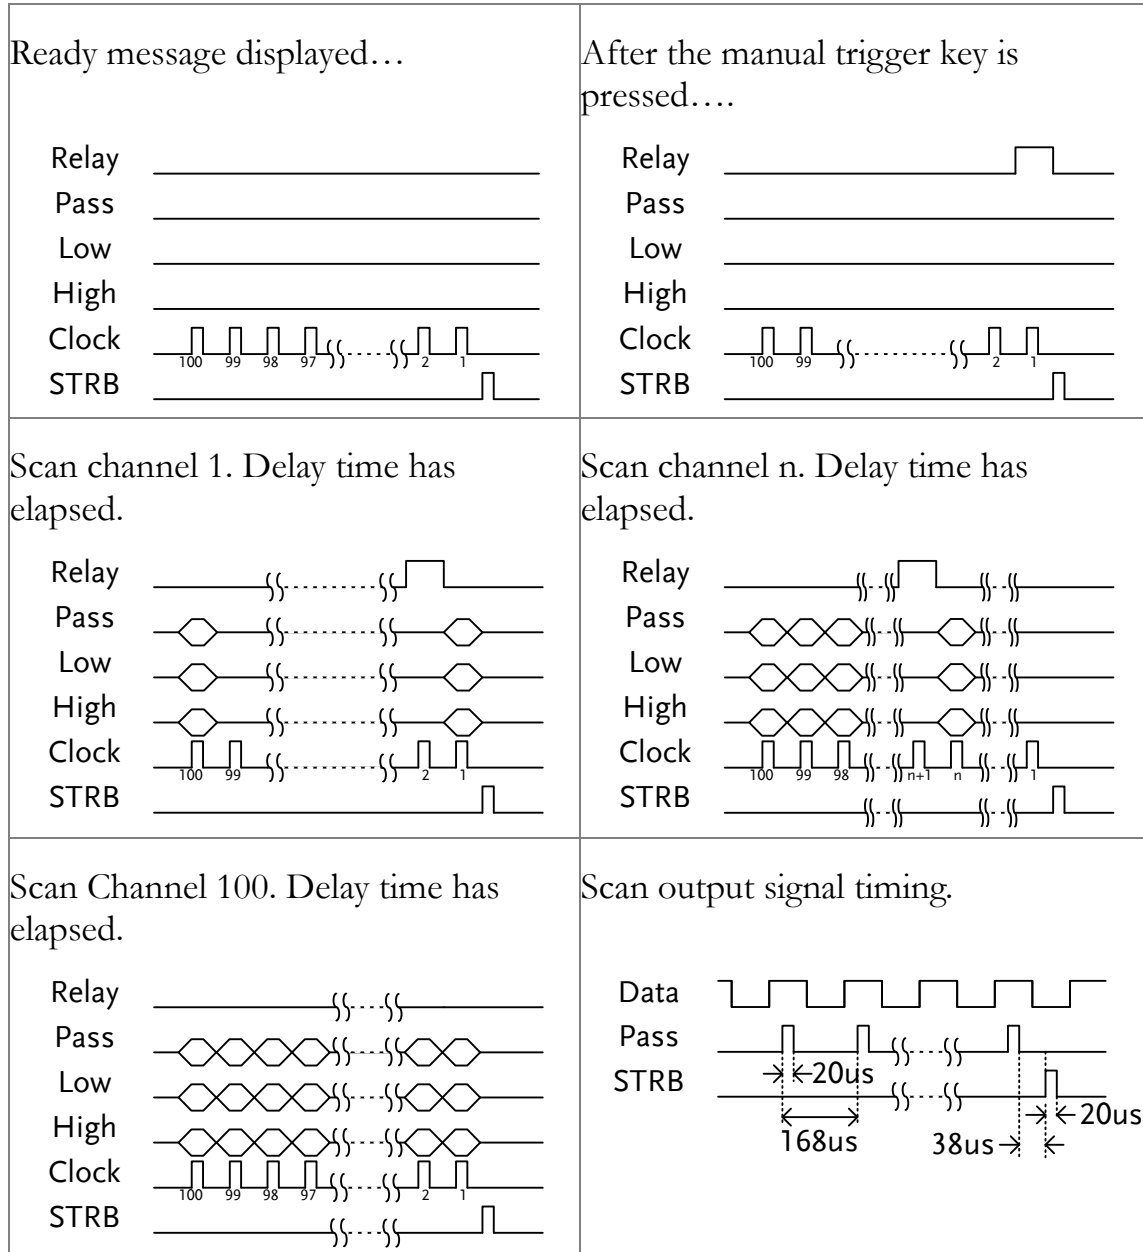 Ready message displayed…
Relay
Pass
Low
High
Clock
100 99 98 97 2 1
STRB
After the manual trigger key is
pressed….
Relay
Pass
Low
High
Clock
100 99 2 1
STRB
Scan channel 1. Delay time has
elapsed.
Relay
Pass
Low
High
Clock
100 99 2 1
STRB
Scan channel n. Delay time has
elapsed.
Relay
Pass
Low
High
Clock
100 99 98 n+1 n 1
STRB
Scan Channel 100. Delay time has
elapsed.
Relay
Pass
Low
High
Clock
100 99 98 97 2 1
STRB
Scan output signal timing.
Data
Pass
STRB
20us
20us
168us
38us